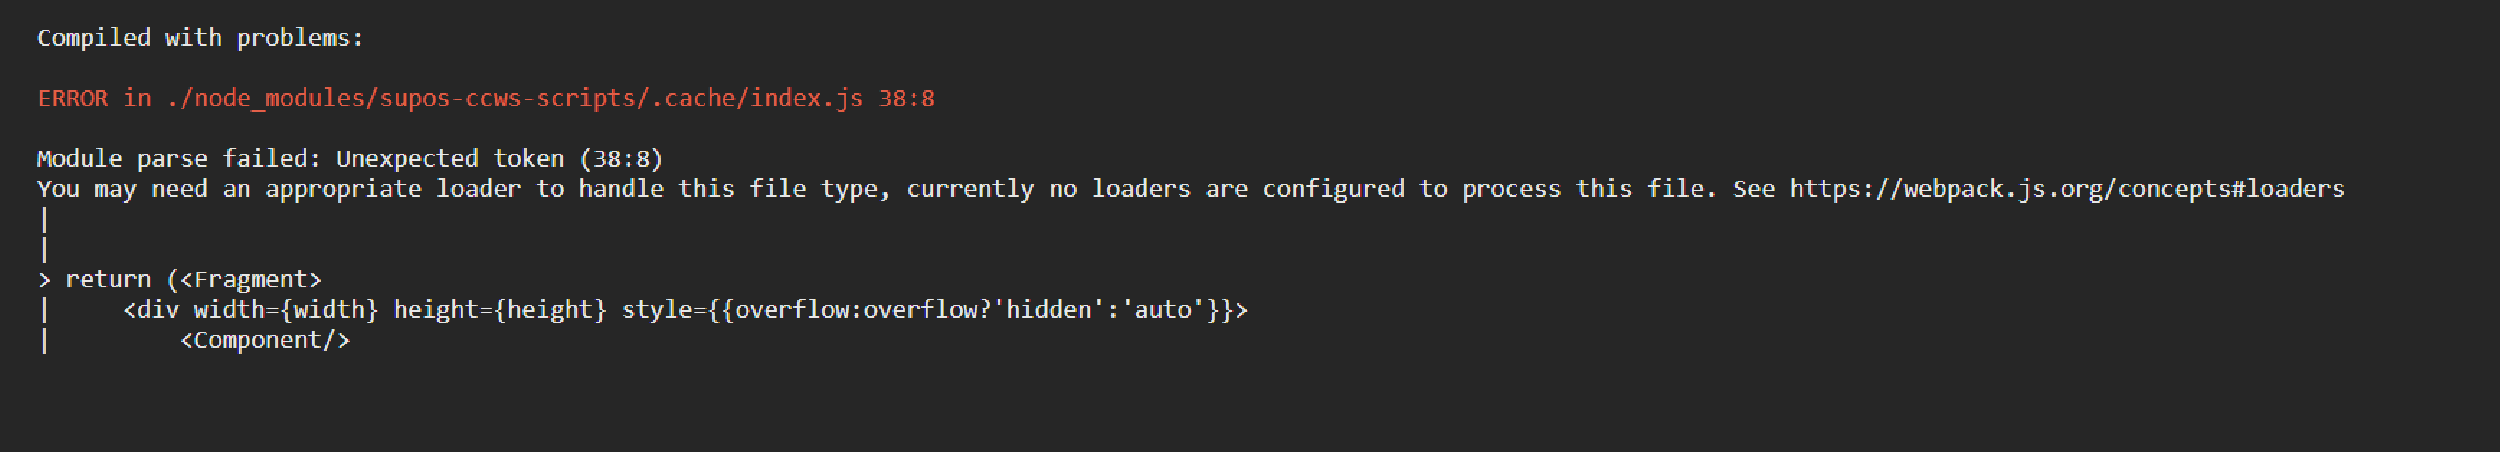 Compiled with problems:
ERROR in ./node_modules/supos-ccws-scripts/.cache/index.js 38:8
Module parse failed: Unexpected token (38:8)
You may need an appropriate loader to handle this file type, currently no loaders are configured to process this file. See https://webpack.js.org/concepts#loaders
|
|
> return (<Fragment>
|     <div width={width} height={height} style={{overflow:overflow?'hidden':'auto'}}>
|         <Component/>